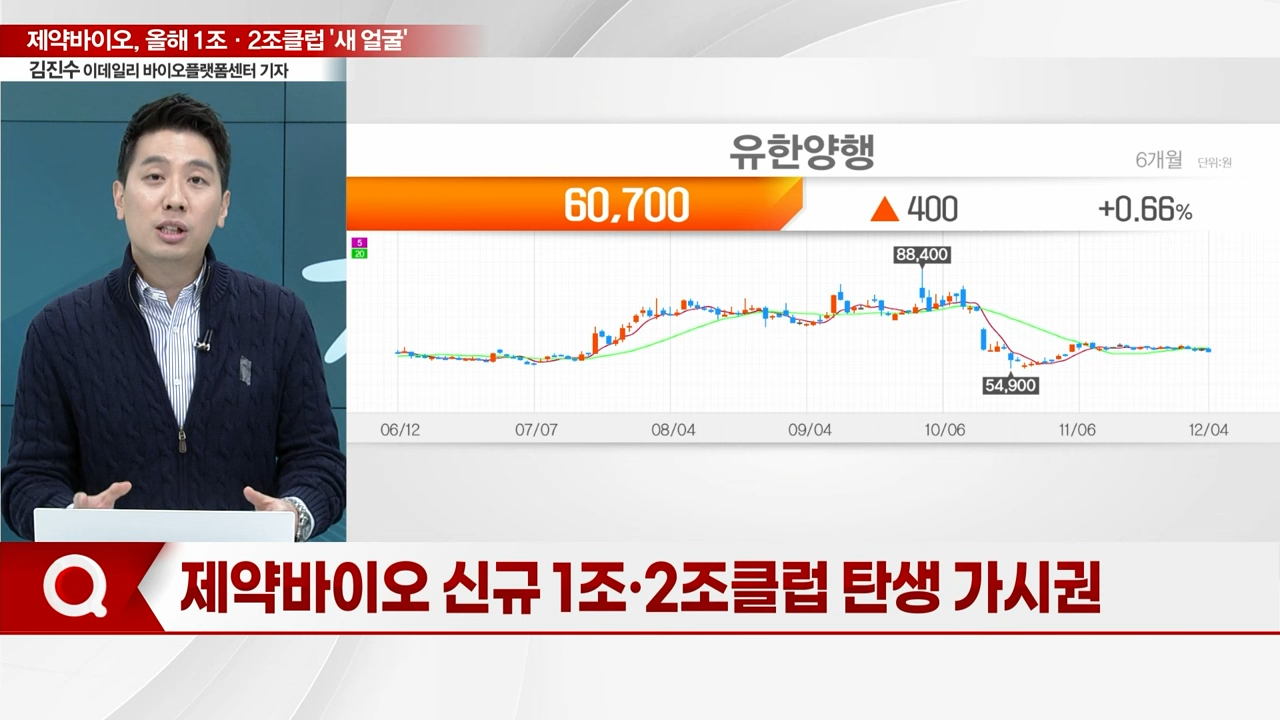 제약바이오, 올해 1조 · 2조클럽 '새 얼굴'
김진수 이데일리 바이오플랫폼센터 기자
유한양행
6개월 단위:원
60,700 ▲ 400 +0.66%
5
20
88,400
54,900
06/12 07/07 08/04 09/04 10/06 11/06 12/04
Q 제약바이오 신규 1조·2조클럽 탄생 가시권